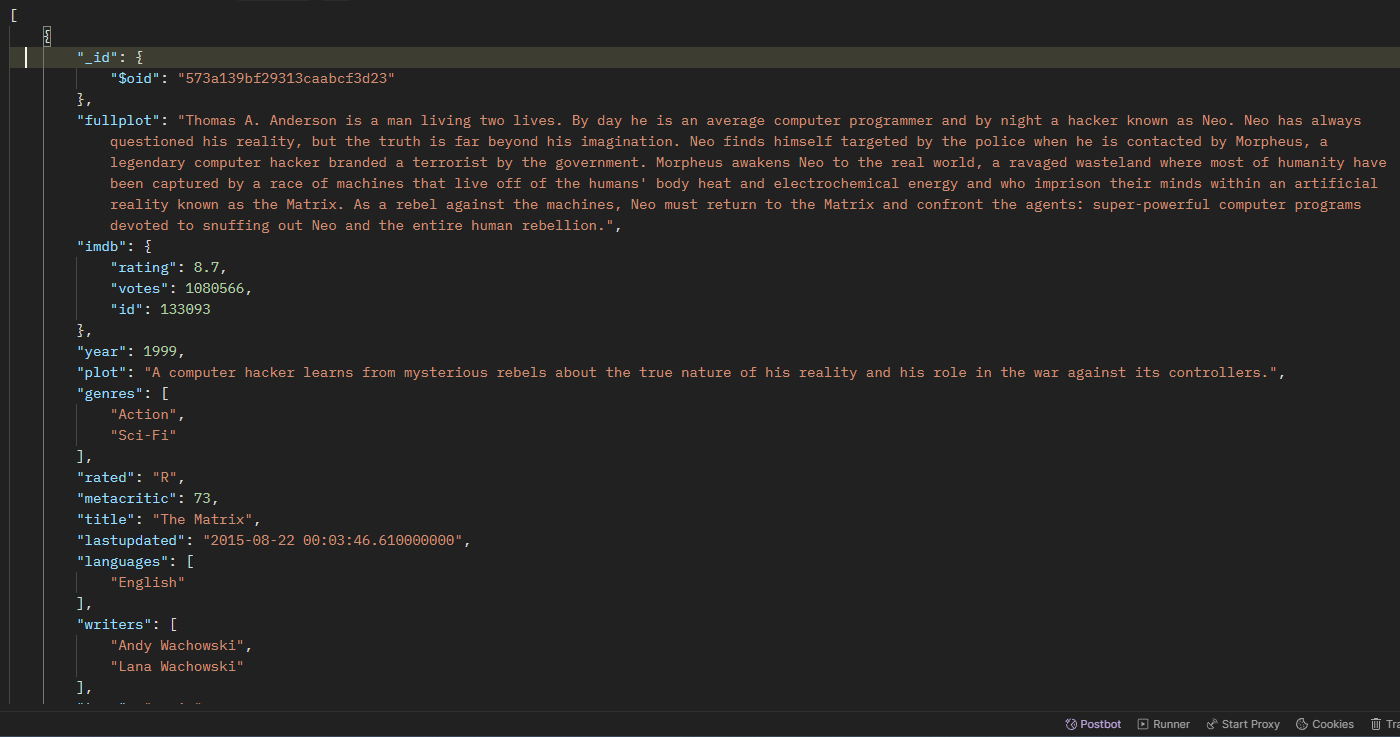 [
{
"_id": {
"$oid": "573a139bf29313caabcf3d23"
},
"fullplot": "Thomas A. Anderson is a man living two lives. By day he is an average computer programmer and by night a hacker known as Neo. Neo has always
questioned his reality, but the truth is far beyond his imagination. Neo finds himself targeted by the police when he is contacted by Morpheus, a
legendary computer hacker branded a terrorist by the government. Morpheus awakens Neo to the real world, a ravaged wasteland where most of humanity have
been captured by a race of machines that live off of the humans' body heat and electrochemical energy and who imprison their minds within an artificial
reality known as the Matrix. As a rebel against the machines, Neo must return to the Matrix and confront the agents: super-powerful computer programs
devoted to snuffing out Neo and the entire human rebellion.",
"imdb": {
"rating": 8.7,
"votes": 1080566,
"id": 133093
},
"year": 1999,
"plot": "A computer hacker learns from mysterious rebels about the true nature of his reality and his role in the war against its controllers.",
"genres": [
"Action",
"Sci-Fi"
],
"rated": "R",
"metacritic": 73,
"title": "The Matrix",
"lastupdated": "2015-08-22 00:03:46.610000000",
"languages": [
"English"
],
"writers": [
"Andy Wachowski",
"Lana Wachowski"
],
Postbot Runner Start Proxy Cookies